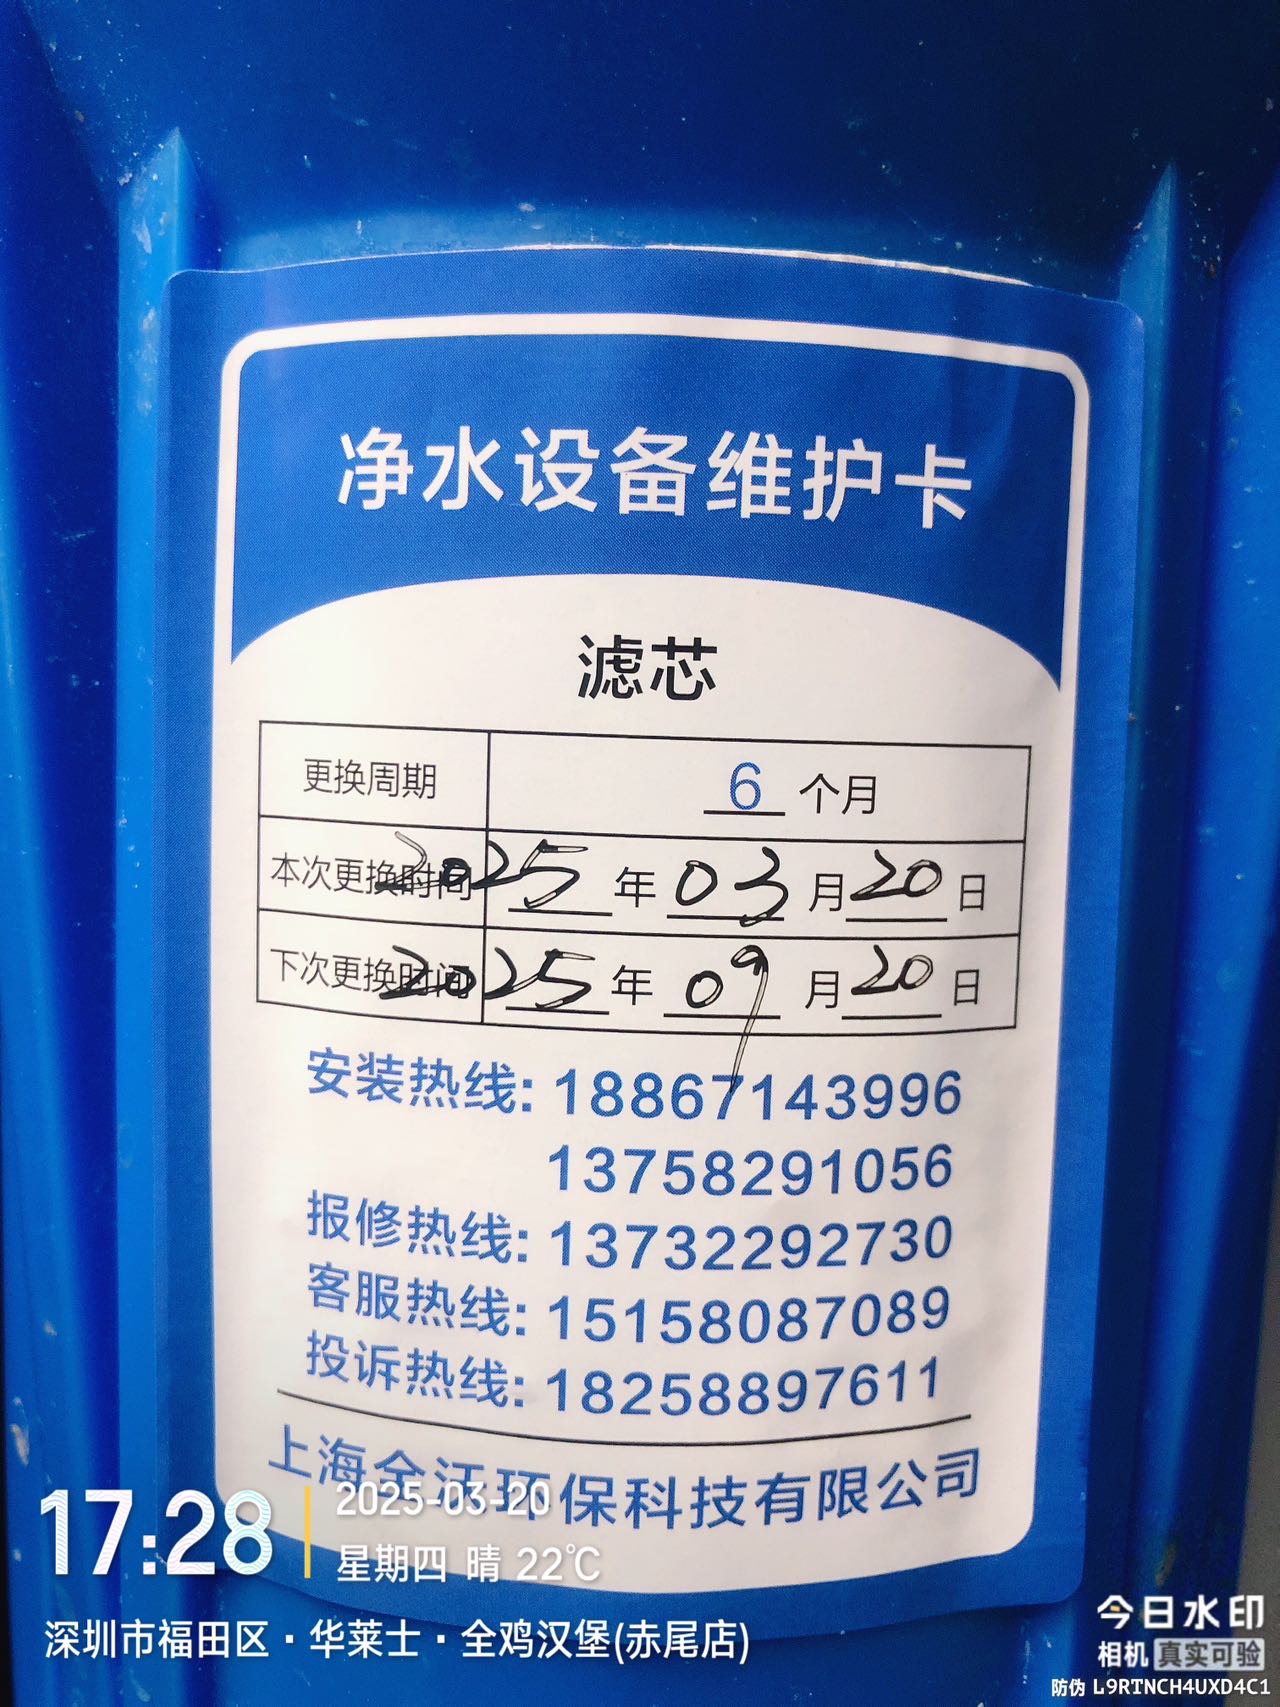 净水设备维护卡
滤芯
更换周期 6 个月
本次更换时间 2025 年 03 月 20 日
下次更换时间 2025 年 09 月 20 日
安装热线: 18867143996
13758291056
报修热线: 13732292730
客服热线: 15158087089
投诉热线: 18258897611
上海全江环保科技有限公司
17:28
2025-03-20
星期四 晴 22℃
深圳市福田区·华莱士·全鸡汉堡(赤尾店)
今日水印
相机 真实可验
防伪 L9RTNCH4UXD4C1